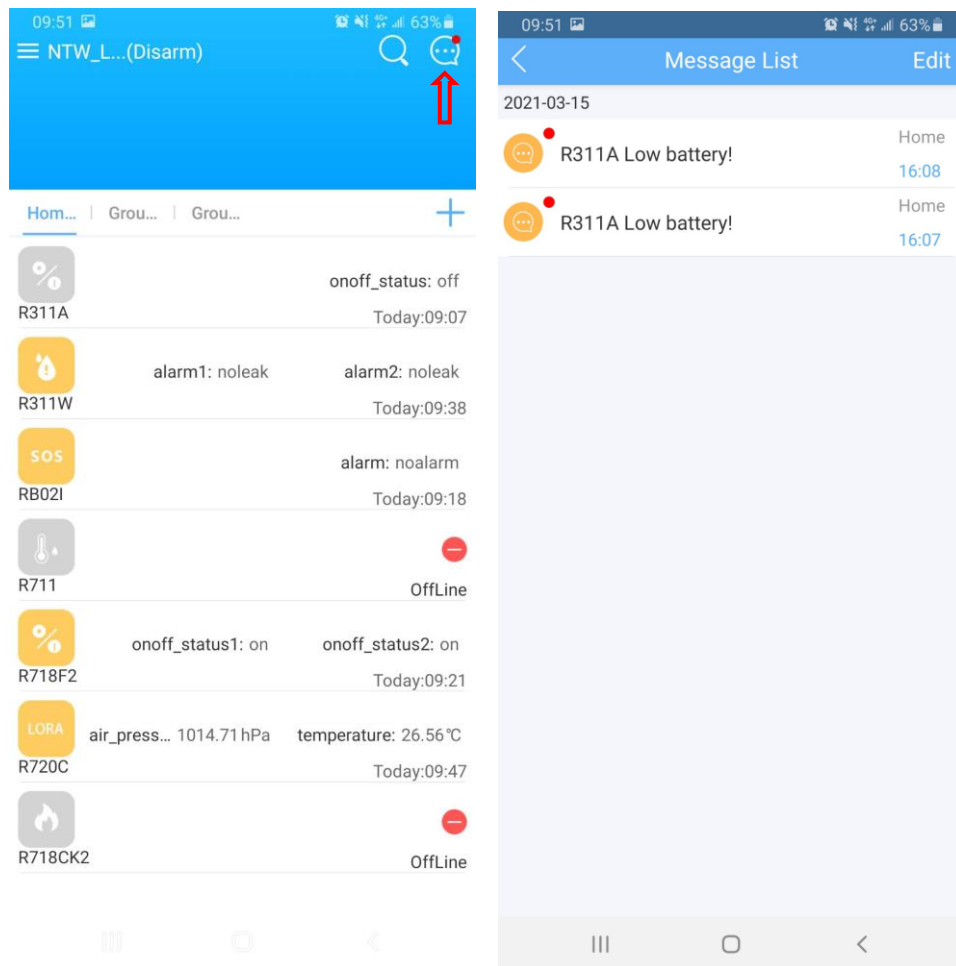 09:51 4G+ 63%
NTW_L...(Disarm)
Hom... Grou... Grou...
onoff_status: off
R311A Today:09:07
alarm1: noleak alarm2: noleak
R311W Today:09:38
SOS
alarm: noalarm
RB02I Today:09:18
R711 OffLine
onoff_status1: on onoff_status2: on
R718F2 Today:09:21
LORA
air_press... 1014.71hPa temperature: 26.56℃
R720C Today:09:47
R718CK2 OffLine
09:51 4G+ 63%
Message List Edit
2021-03-15
R311A Low battery! Home
16:08
R311A Low battery! Home
16:07